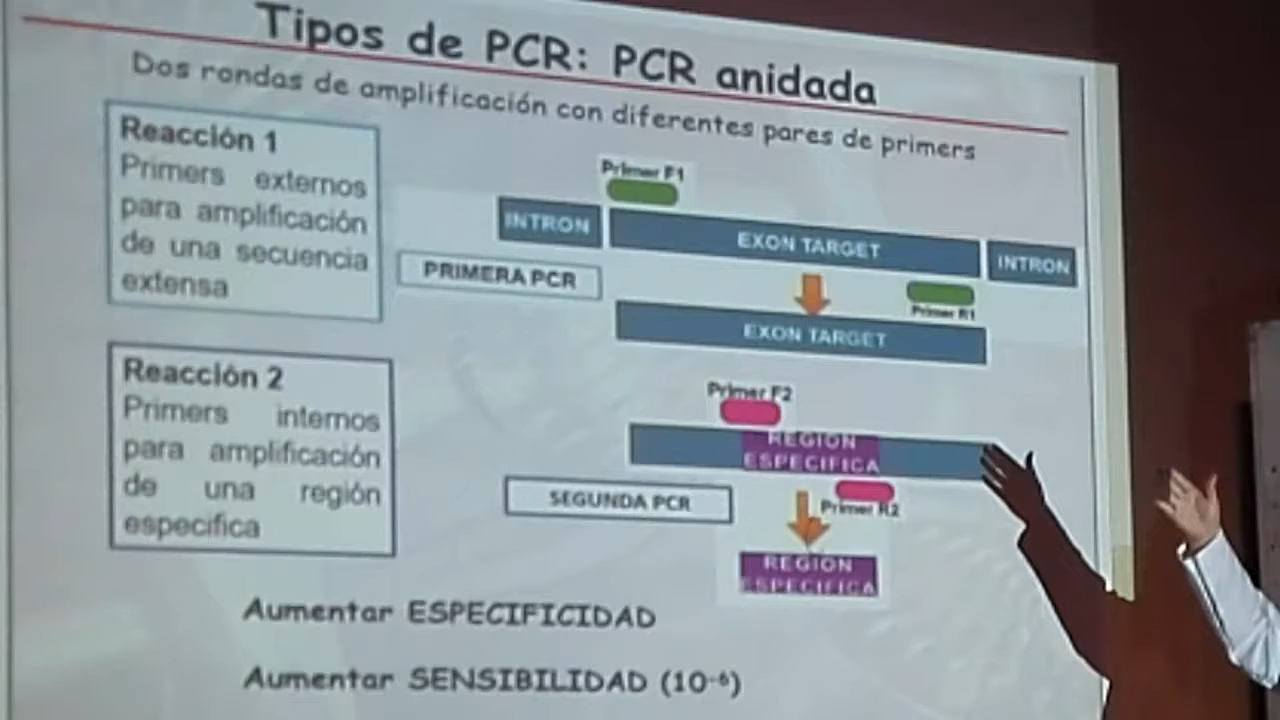 Tipos de PCR: PCR anidada
Dos rondas de amplificación con diferentes pares de primers
Reacción 1
Primers externos
para amplificación
de una secuencia
extensa
Primer F1
INTRON
EXON TARGET
INTRON
PRIMERA PCR
Primer R1
EXON TARGET
Reacción 2
Primers internos
para amplificación
de una región
especifica
Primer F2
REGION
ESPECIFICA
SEGUNDA PCR
Primer R2
REGION
ESPECIFICA
Aumentar ESPECIFICIDAD
Aumentar SENSIBILIDAD (10⁻⁶)